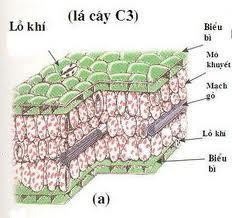 (lá cây C3)
Lỗ khí
Biểu
bì
Mô
khuyết
Mạch
gỗ
Lỗ khí
Biểu
bì
(a)